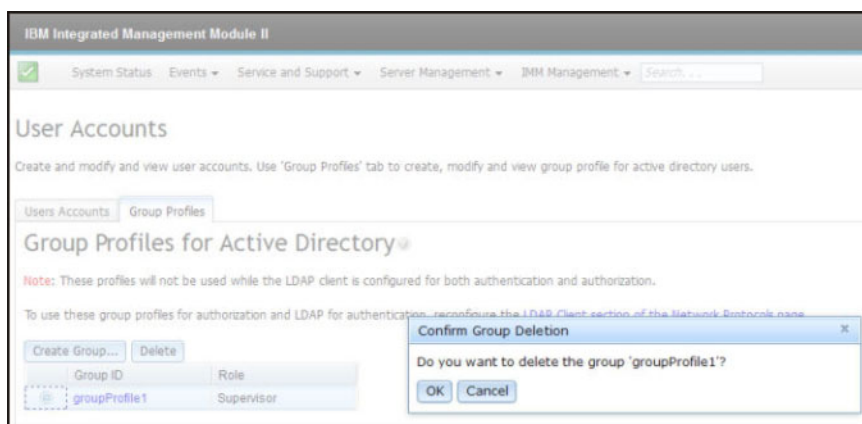 IBM Integrated Management Module II
System Status Events Service and Support Server Management IMM Management Search...
User Accounts
Create and modify and view user accounts. Use 'Group Profiles' tab to create, modify and view group profile for active directory users.
Users Accounts Group Profiles
Group Profiles for Active Directory
Note: These profiles will not be used while the LDAP client is configured for both authentication and authorization.
To use these group profiles for authorization and LDAP for authentication, reconfigure the LDAP Client section of the Network Protocols page
Create Group... Delete
Group ID Role
groupProfile1 Supervisor
Confirm Group Deletion x
Do you want to delete the group 'groupProfile1'?
OK Cancel